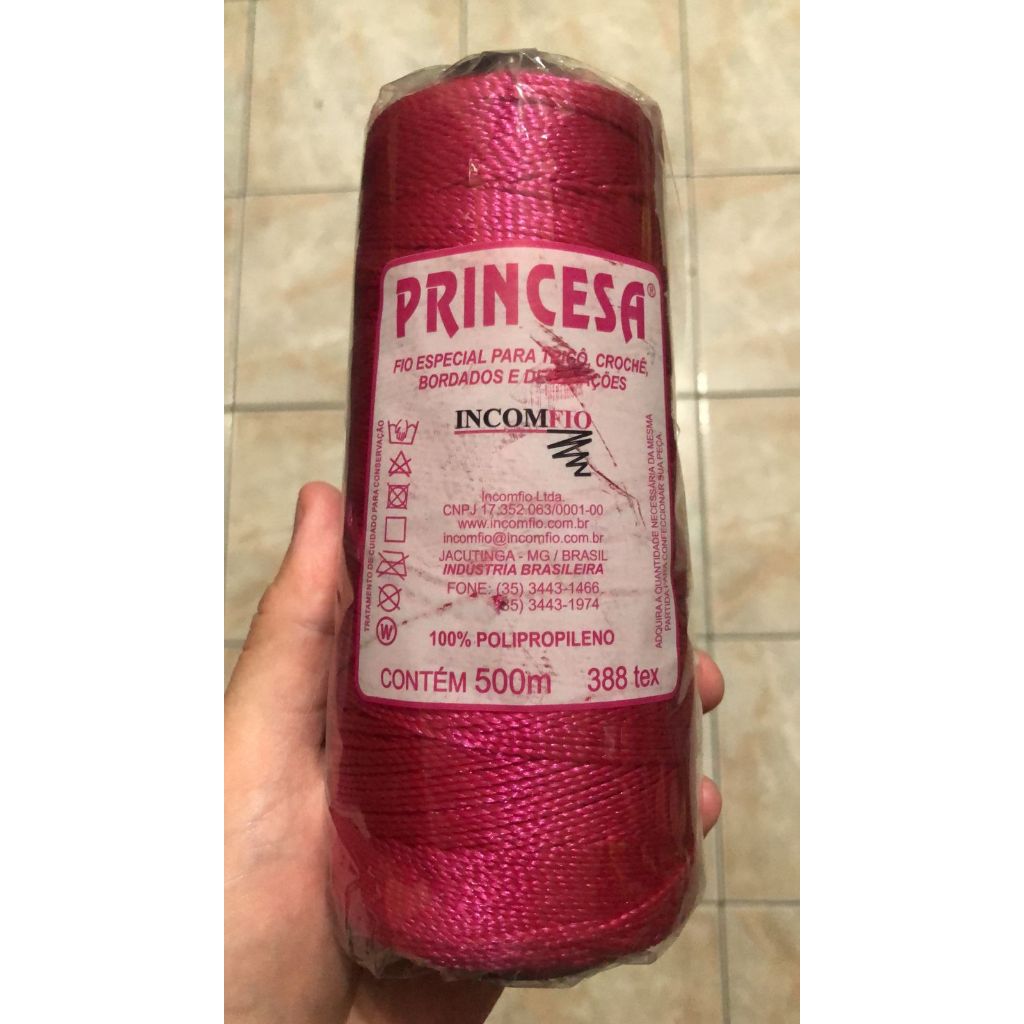 PRINCESA®
FIO ESPECIAL PARA TRICÔ, CROCHÊ,
BORDADOS E
INCOMFIO
Incomfio Ltda.
CNPJ 17.352.063/0001-00
www.incomfio.com.br
incomfio@incomfio.com.br
JACUTINGA - MG / BRASIL
INDÚSTRIA BRASILEIRA
FONE: (35) 3443-1466
(35) 3443-1974
100% POLIPROPILENO
CONTÉM 500m 388 tex
TRATAMENTO DE CUIDADO PARA CONSERVAÇÃO
W
ADQUIRA A QUANTIDADE NECESSÁRIA DA MESMA
PARTIDA PARA CONFECCIONAR SUA PEÇA